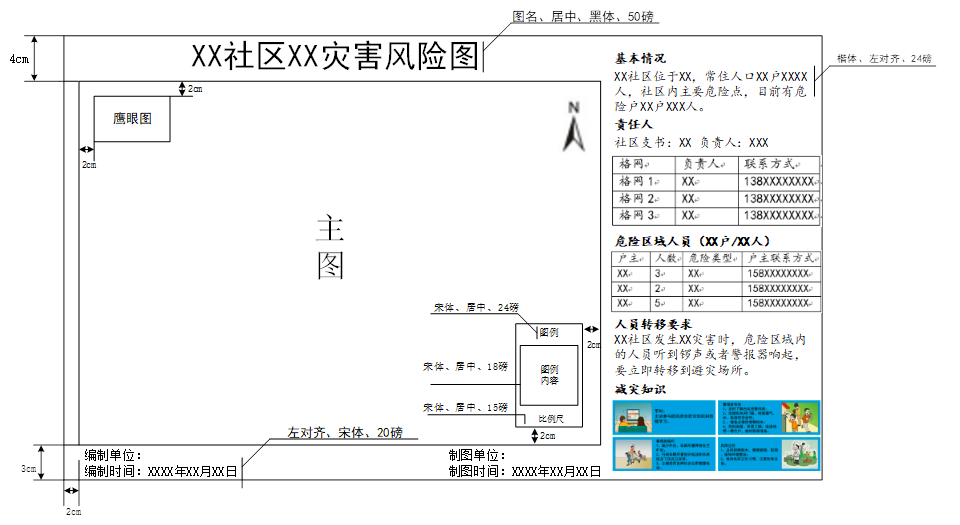 图名、居中、黑体、50磅
4cm
XX社区XX灾害风险图
楷体、左对齐、24磅
2cm
鹰眼图
2cm
N
主
图
宋体、居中、24磅
图例
2cm
宋体、居中、18磅
图例
内容
宋体、居中、15磅
比例尺
2cm
左对齐、宋体、20磅
3cm
编制单位：
编制时间：XXXX年XX月XX日
制图单位：
制图时间：XXXX年XX月XX日
2cm
基本情况
XX社区位于XX，常住人口XX户XXXX
人，社区内主要危险点，目前有危
险户XX户XXX人。
责任人
社区支书：XX 负责人：XXX
格网 负责人 联系方式
格网1 XX 138XXXXXXXX
格网2 XX 138XXXXXXXX
格网3 XX 138XXXXXXXX
危险区域人员（XX户/XX人）
户主 人数 危险类型 户主联系方式
XX 3 XX 158XXXXXXXX
XX 2 XX 158XXXXXXXX
XX 5 XX 158XXXXXXXX
人员转移要求
XX社区发生XX灾害时，危险区域内
的人员听到锣声或者警报器响起，
要立即转移到避灾场所。
减灾知识